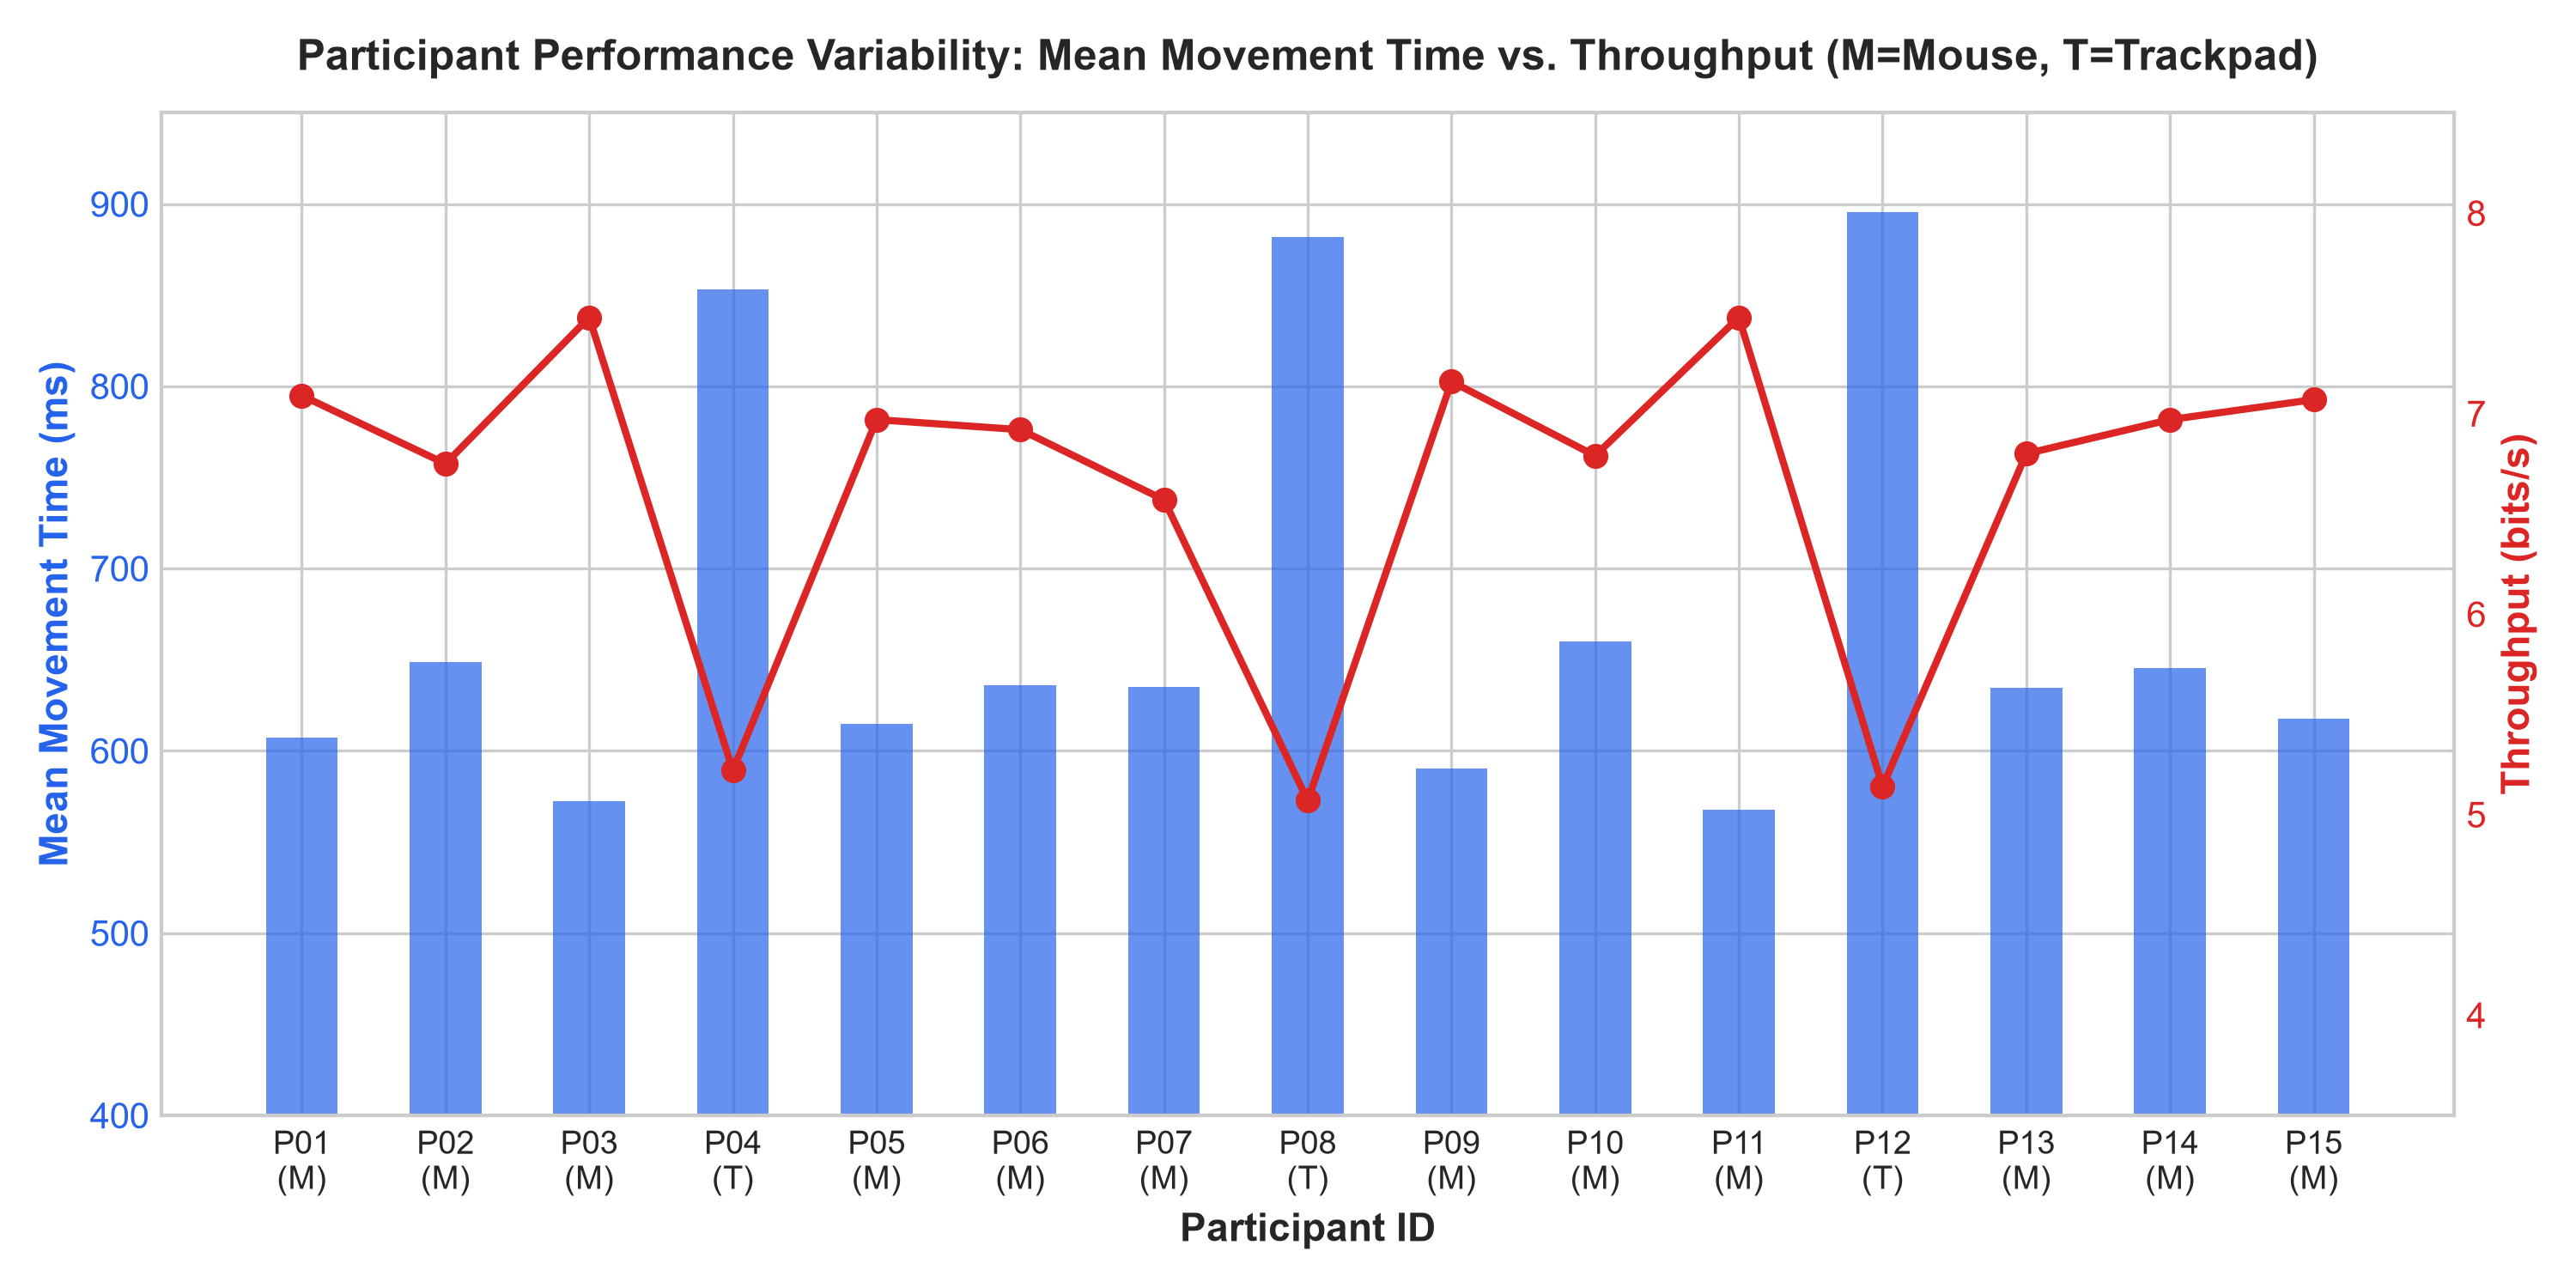 Participant Performance Variability: Mean Movement Time vs. Throughput (M=Mouse, T=Trackpad)
Mean Movement Time (ms)
900
800
700
600
500
400
8
7
6
5
4
Throughput (bits/s)
P01 P02 P03 P04 P05 P06 P07 P08 P09 P10 P11 P12 P13 P14 P15
(M) (M) (M) (T) (M) (M) (M) (T) (M) (M) (M) (T) (M) (M) (M)
Participant ID